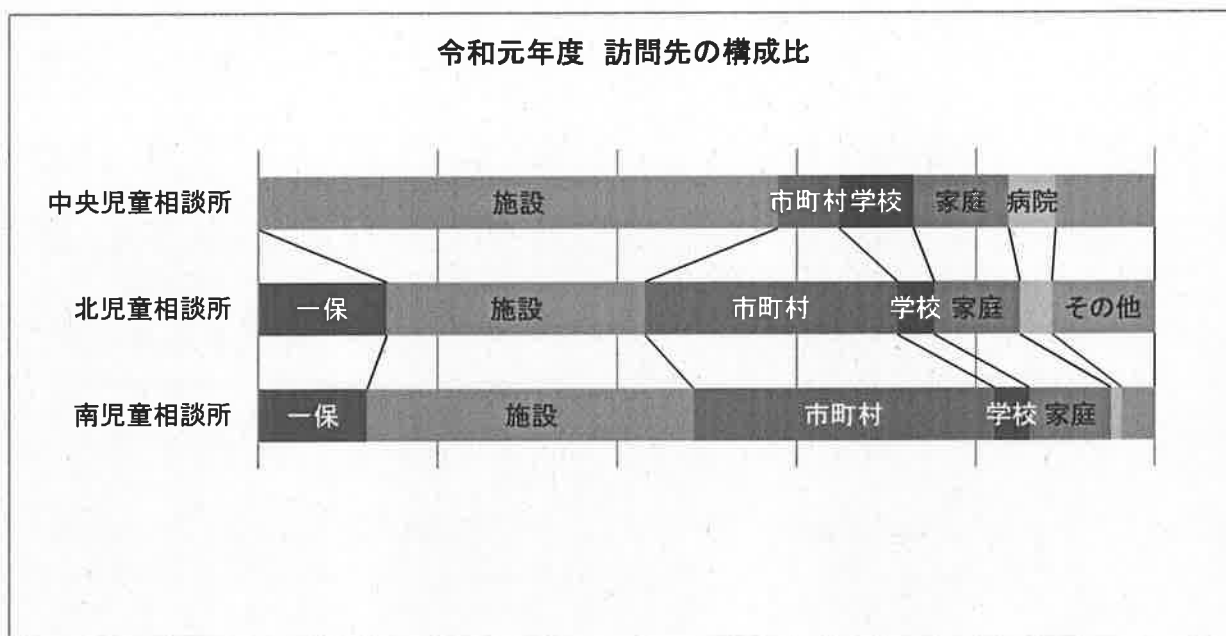 令和元年度 訪問先の構成比
中央児童相談所 施設 市町村 学校 家庭 病院
北児童相談所 一保 施設 市町村 学校 家庭 その他
南児童相談所 一保 施設 市町村 学校 家庭